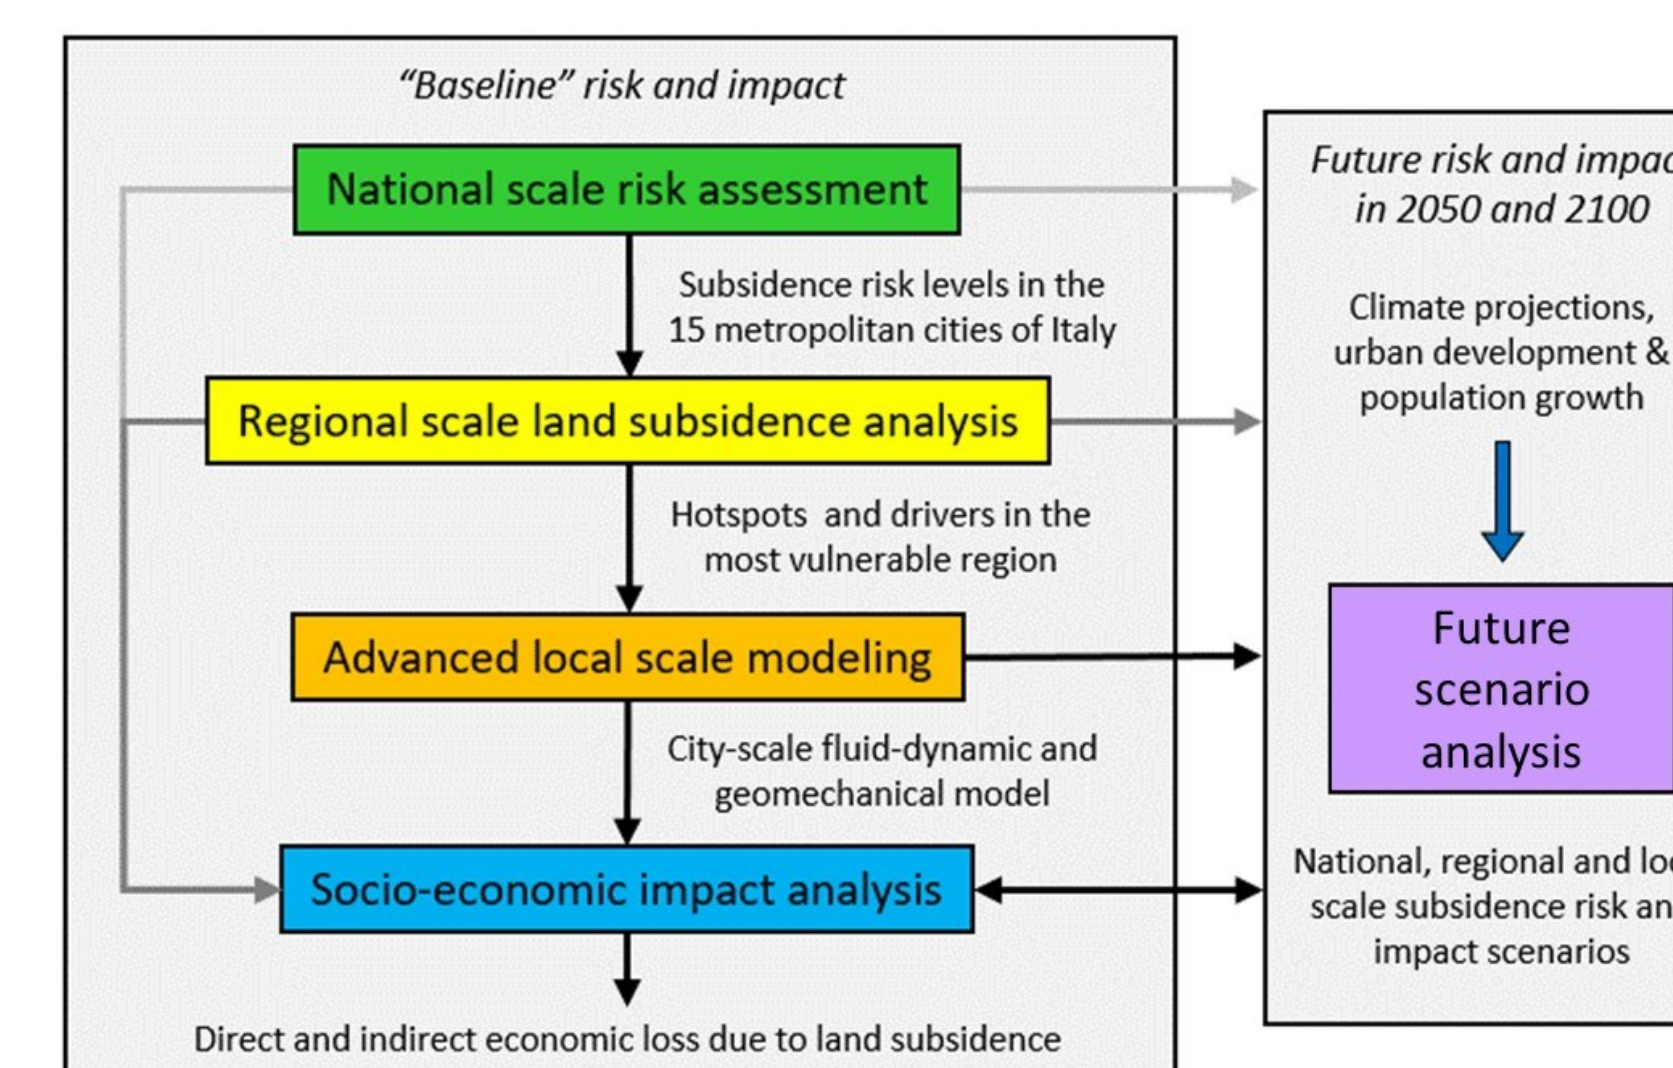 “Baseline” risk and impact
National scale risk assessment
Subsidence risk levels in the
15 metropolitan cities of Italy
Regional scale land subsidence analysis
Hotspots and drivers in the
most vulnerable region
Advanced local scale modeling
City-scale fluid-dynamic and
geomechanical model
Socio-economic impact analysis
Direct and indirect economic loss due to land subsidence
Future risk and impac
in 2050 and 2100
Climate projections,
urban development &
population growth
Future
scenario
analysis
National, regional and loc
scale subsidence risk an
impact scenarios